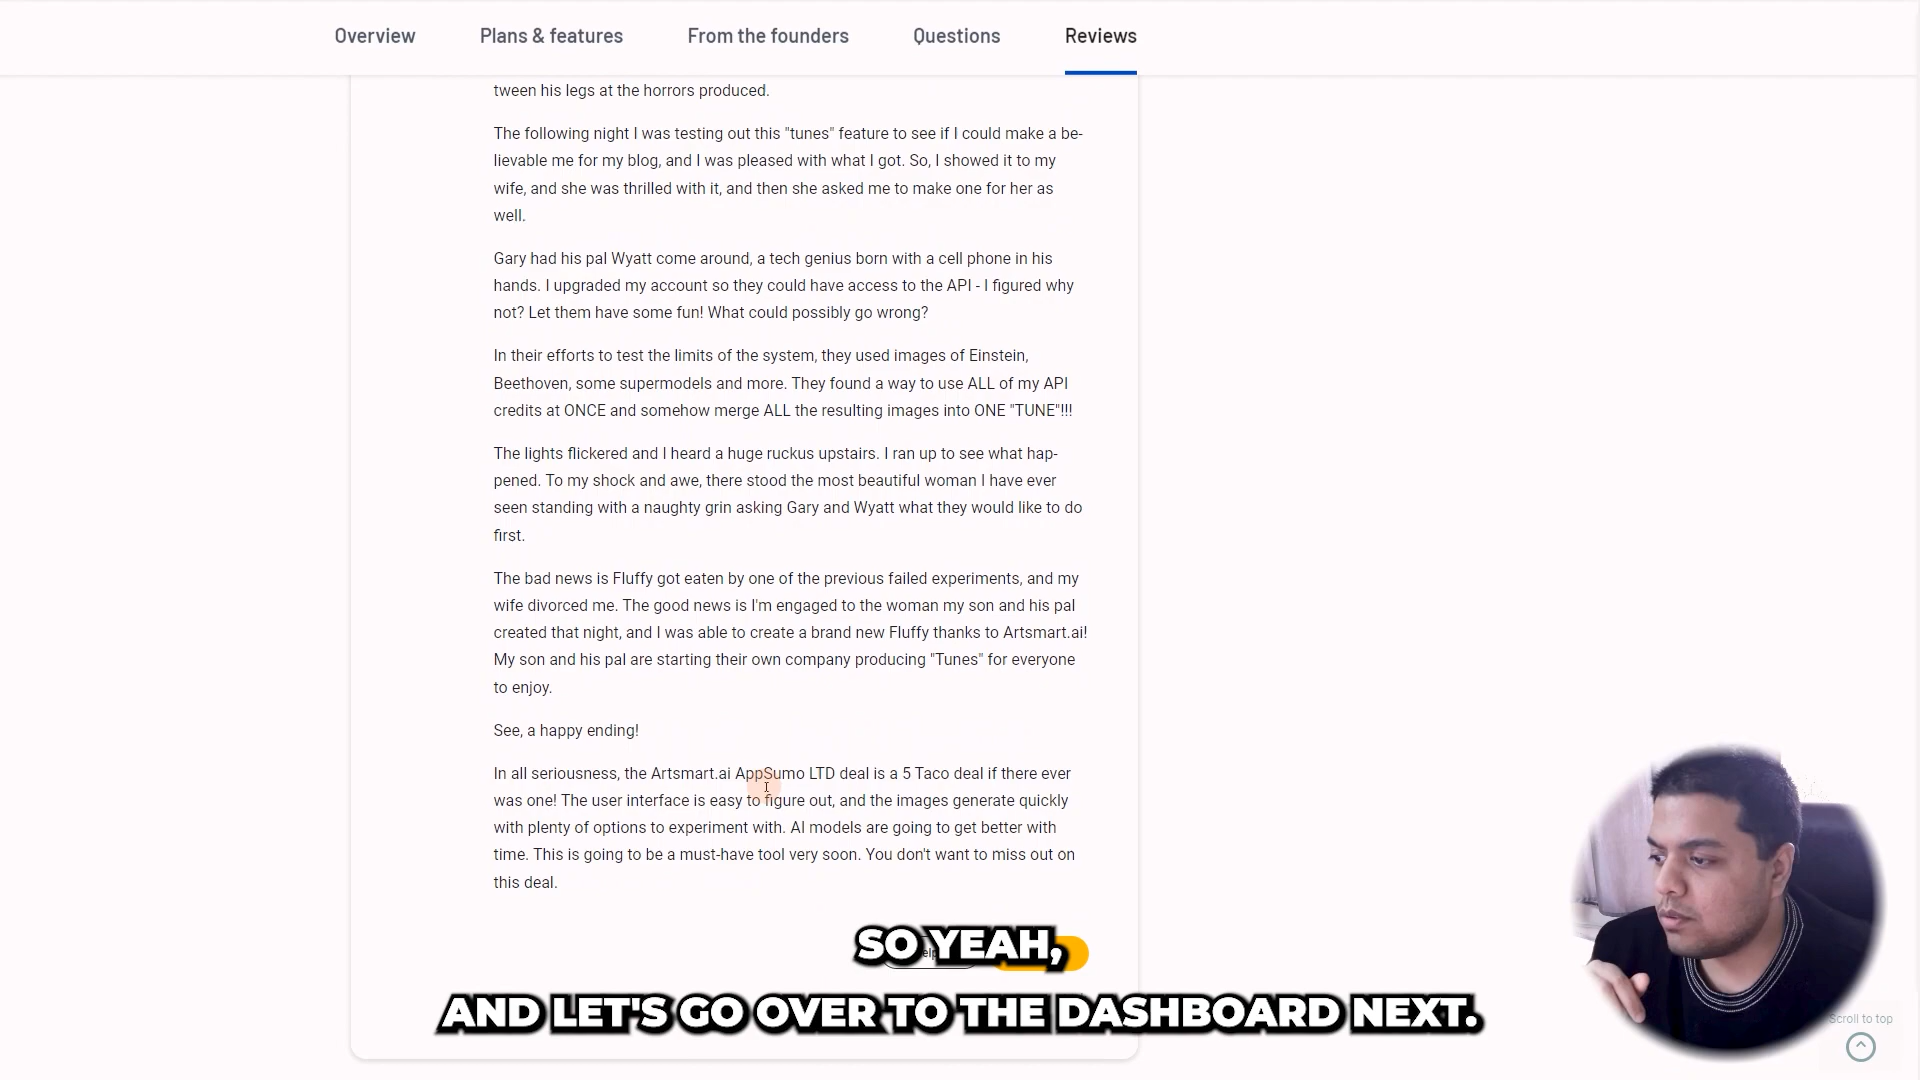 Overview
Plans & features
From the founders
Questions
Reviews
tween his legs at the horrors produced.
The following night I was testing out this "tunes" feature to see if I could make a be-
lievable me for my blog, and I was pleased with what I got. So, I showed it to my
wife, and she was thrilled with it, and then she asked me to make one for her as
well.
Gary had his pal Wyatt come around, a tech genius born with a cell phone in his
hands. I upgraded my account so they could have access to the API - I figured why
not? Let them have some fun! What could possibly go wrong?
In their efforts to test the limits of the system, they used images of Einstein,
Beethoven, some supermodels and more. They found a way to use ALL of my API
credits at ONCE and somehow merge ALL the resulting images into ONE "TUNE"!!!
The lights flickered and I heard a huge ruckus upstairs. I ran up to see what hap-
pened. To my shock and awe, there stood the most beautiful woman I have ever
seen standing with a naughty grin asking Gary and Wyatt what they would like to do
first.
The bad news is Fluffy got eaten by one of the previous failed experiments, and my
wife divorced me. The good news is I'm engaged to the woman my son and his pal
created that night, and I was able to create a brand new Fluffy thanks to Artsmart.ai!
My son and his pal are starting their own company producing "Tunes" for everyone
to enjoy.
See, a happy ending!
In all seriousness, the Artsmart.ai AppSumo LTD deal is a 5 Taco deal if there ever
was one! The user interface is easy to figure out, and the images generate quickly
with plenty of options to experiment with. AI models are going to get better with
time. This is going to be a must-have tool very soon. You don't want to miss out on
this deal.
SO YEAH,
AND LET'S GO OVER TO THE DASHBOARD NEXT.
Scroll to top